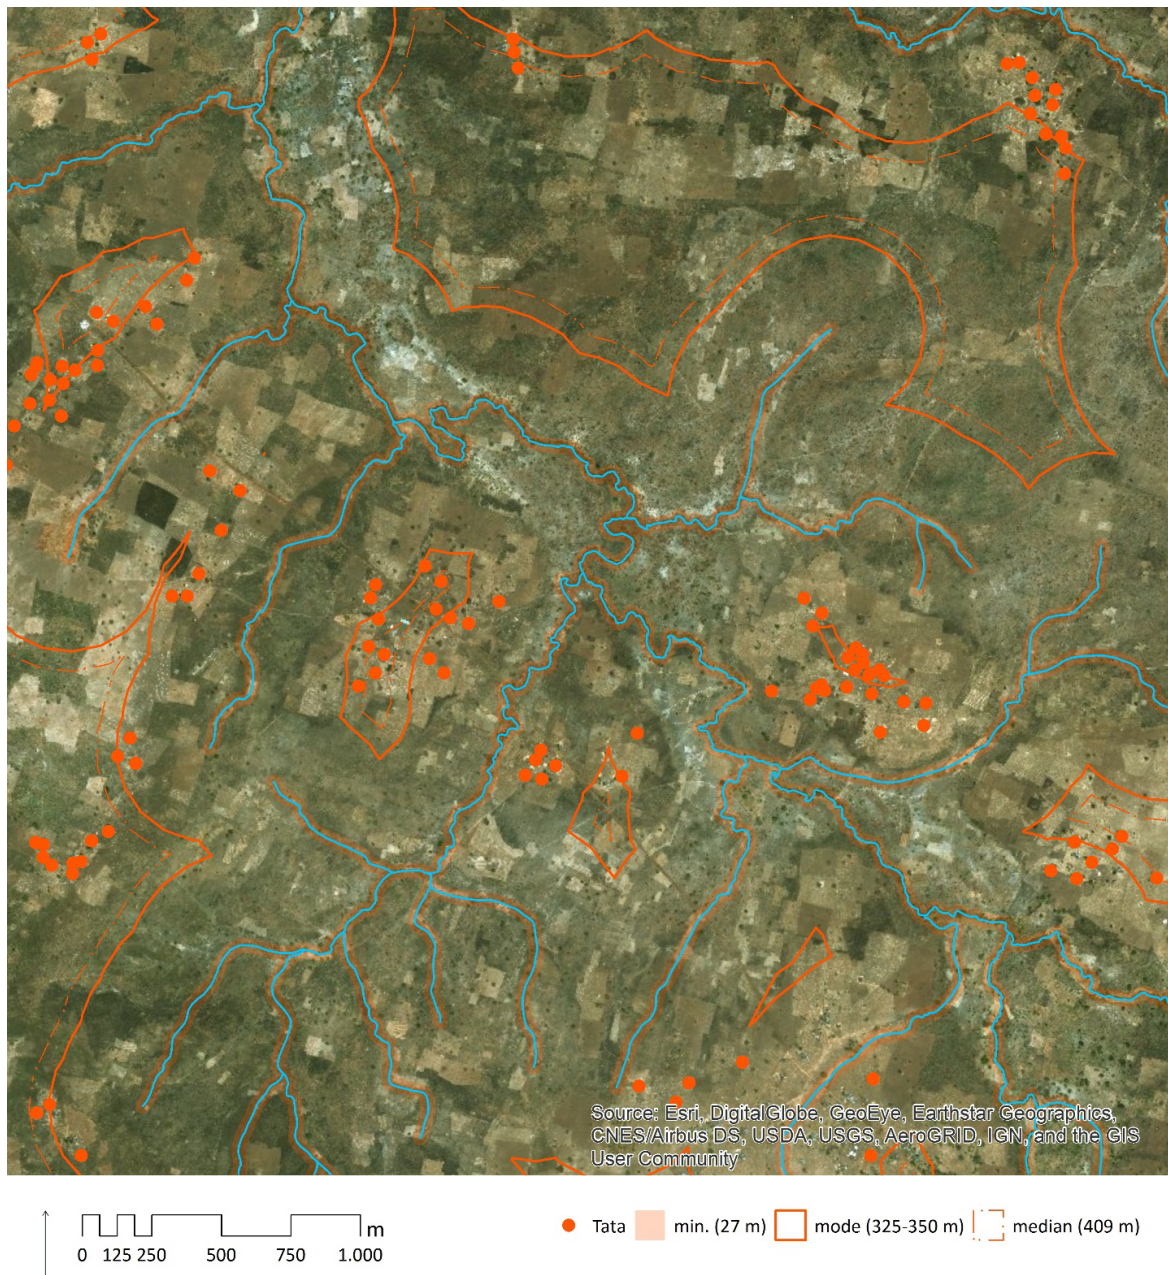 Source: Esri, DigitalGlobe, GeoEye, Earthstar Geographics,
CNES/Airbus DS, USDA, USGS, AeroGRID, IGN, and the GIS
User Community
m
0 125 250 500 750 1.000
Tata min. (27 m) mode (325-350 m) median (409 m)